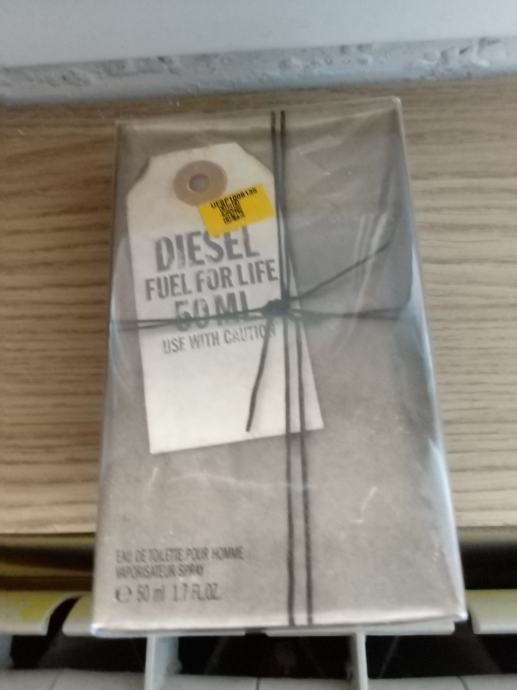 DIESEL
FUEL FOR LIFE
50 ML
USE WITH CAUTION
EAU DE TOILETTE POUR HOMME
VAPORISATEUR SPRAY
℮ 50 ml 1.7 FL.OZ.